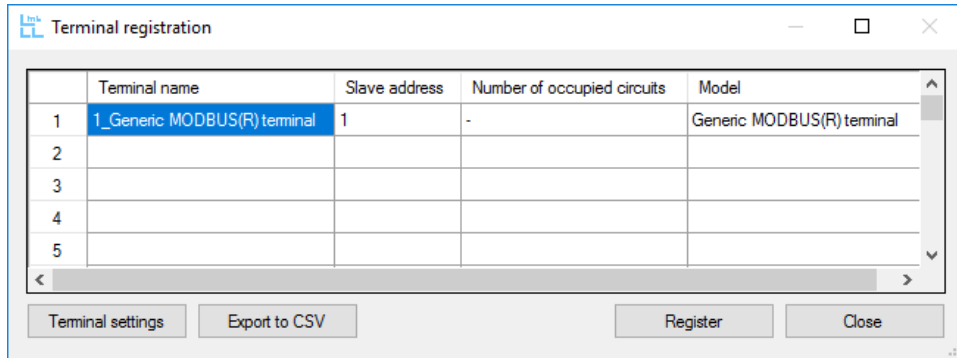 Link
Terminal registration
Terminal name Slave address Number of occupied circuits Model
1 1_Generic MODBUS(R) terminal 1 - Generic MODBUS(R) terminal
2
3
4
5
Terminal settings Export to CSV Register Close